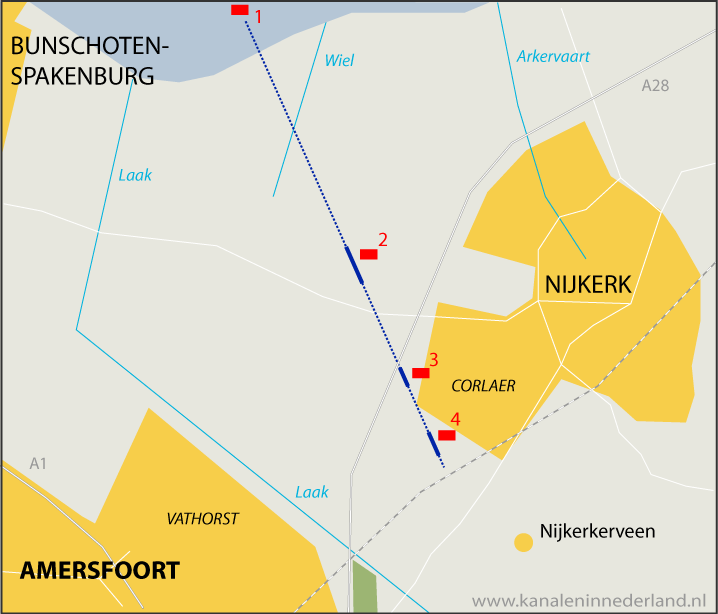 1
BUNSCHOTEN-
SPAKENBURG
Wiel
Arkervaart
A28
Laak
2
NIJKERK
3
CORLAER
4
A1
Laak
VATHORST
Nijkerkerveen
AMERSFOORT
www.kanaleninnederland.nl